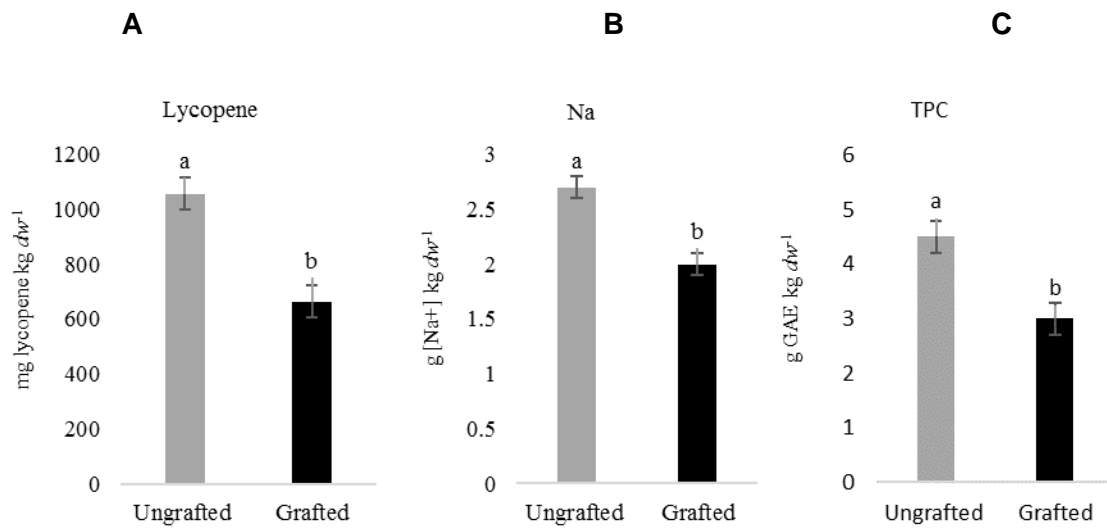 A
B
C
Lycopene
mg lycopene kg dw⁻¹
1200
1000
800
600
400
200
0
a
b
Ungrafted
Grafted
Na
g [Na+] kg dw⁻¹
3
2.5
2
1.5
1
0.5
0
a
b
Ungrafted
Grafted
TPC
g GAE kg dw⁻¹
6
5
4
3
2
1
0
a
b
Ungrafted
Grafted